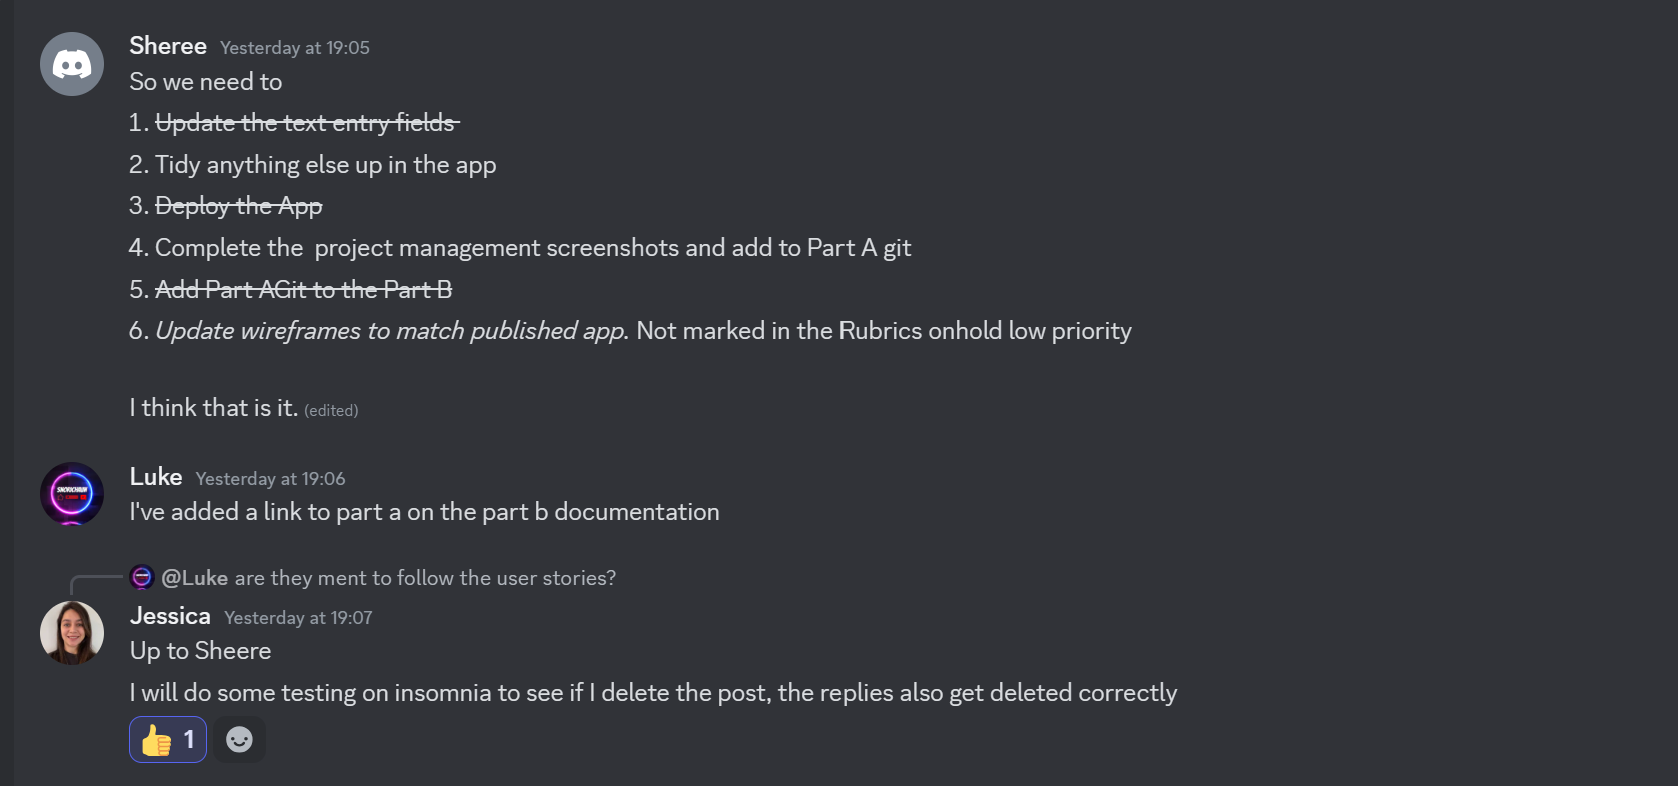 Sheree Yesterday at 19:05
So we need to
1. Update the text entry fields
2. Tidy anything else up in the app
3. Deploy the App
4. Complete the  project management screenshots and add to Part A git
5. Add Part AGit to the Part B
6. Update wireframes to match published app. Not marked in the Rubrics onhold low priority
I think that is it. (edited)
Luke Yesterday at 19:06
I've added a link to part a on the part b documentation
@Luke are they ment to follow the user stories?
Jessica Yesterday at 19:07
Up to Sheere
I will do some testing on insomnia to see if I delete the post, the replies also get deleted correctly
👍 1